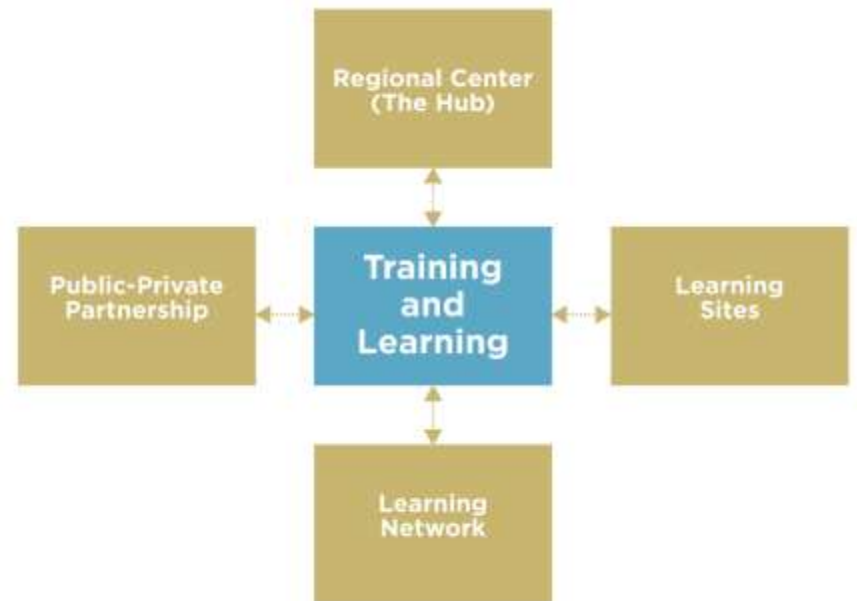 Regional Center
(The Hub)
Public-Private
Partnership
Training
and
Learning
Learning
Sites
Learning
Network